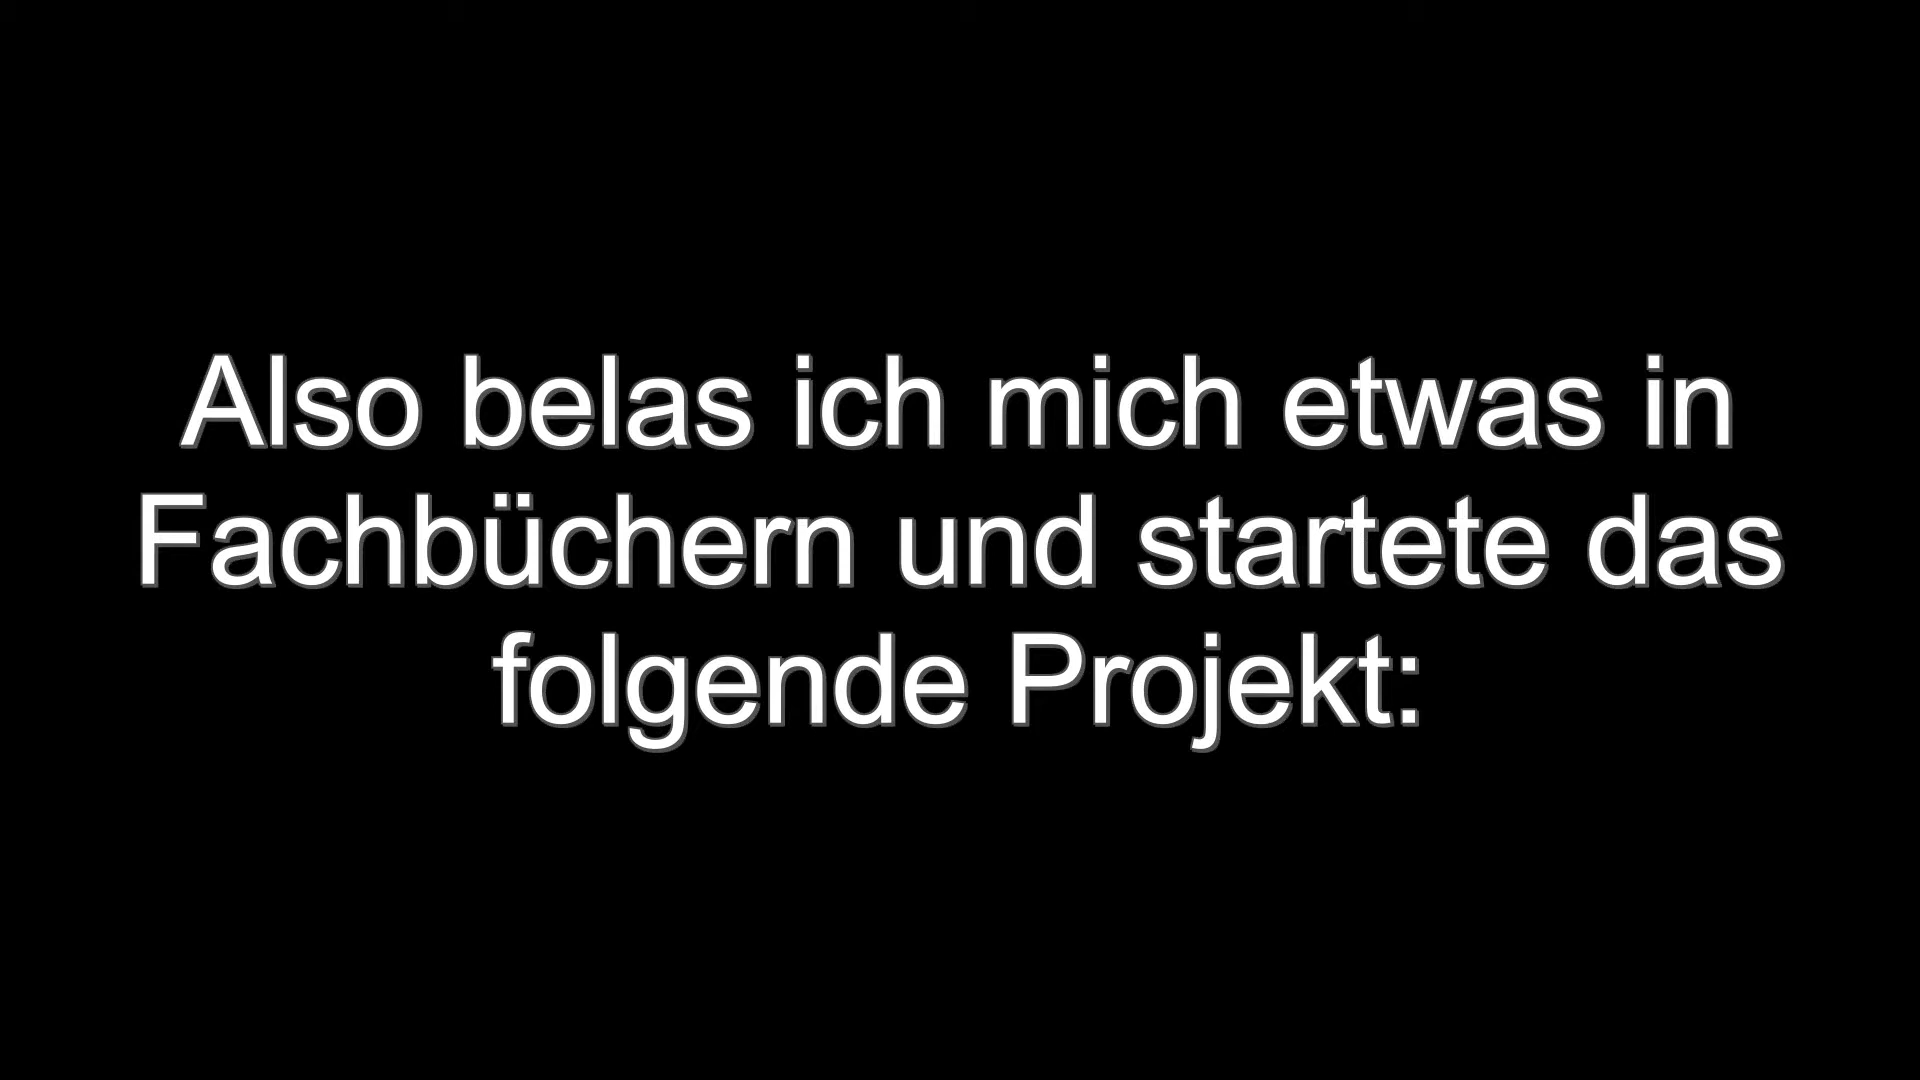 Also belas ich mich etwas in
Fachbüchern und startete das
folgende Projekt: